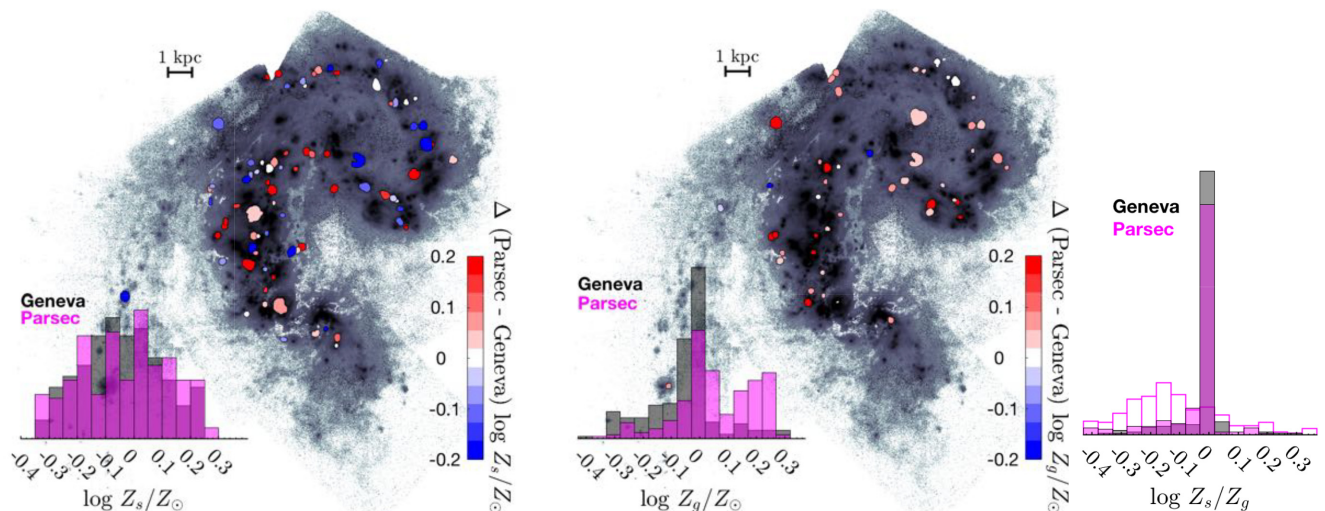 1 kpc
Geneva
Parsec
0.2
0.1
0
-0.1
-0.2
Δ (Parsec - Geneva) log Z_s/Z_⊙
-0.4 -0.3 -0.2 -0.1 0 0.1 0.2 0.3
log Z_s/Z_⊙
1 kpc
Geneva
Parsec
0.2
0.1
0
-0.1
-0.2
Δ (Parsec - Geneva) log Z_g/Z_⊙
-0.4 -0.3 -0.2 -0.1 0 0.1 0.2 0.3
log Z_g/Z_⊙
Geneva
Parsec
-0.4 -0.3 -0.2 -0.1 0 0.1 0.2 0.3
log Z_s/Z_g